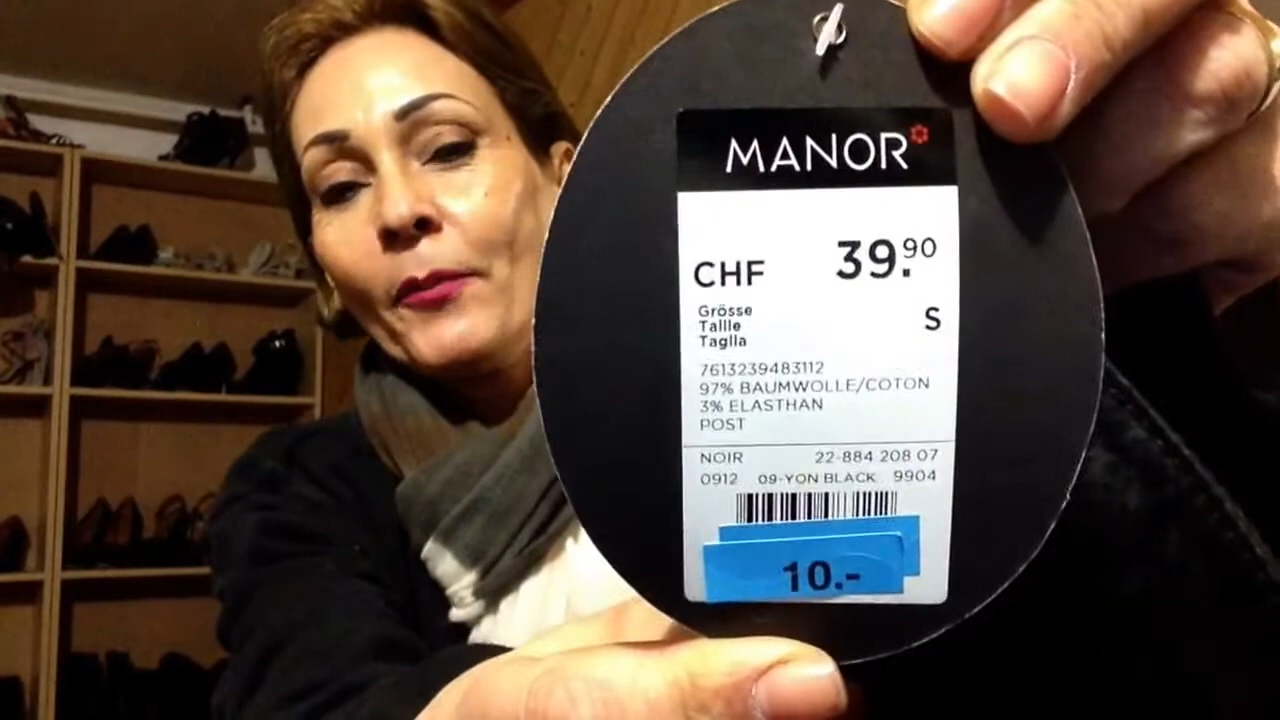 MANOR
CHF 39.90
Grösse
Taille
Taglia
S
7613239483112
97% BAUMWOLLE/COTON
3% ELASTHAN
POST
NOIR 22-884 208 07
0912 09-YON BLACK 9904
10.-